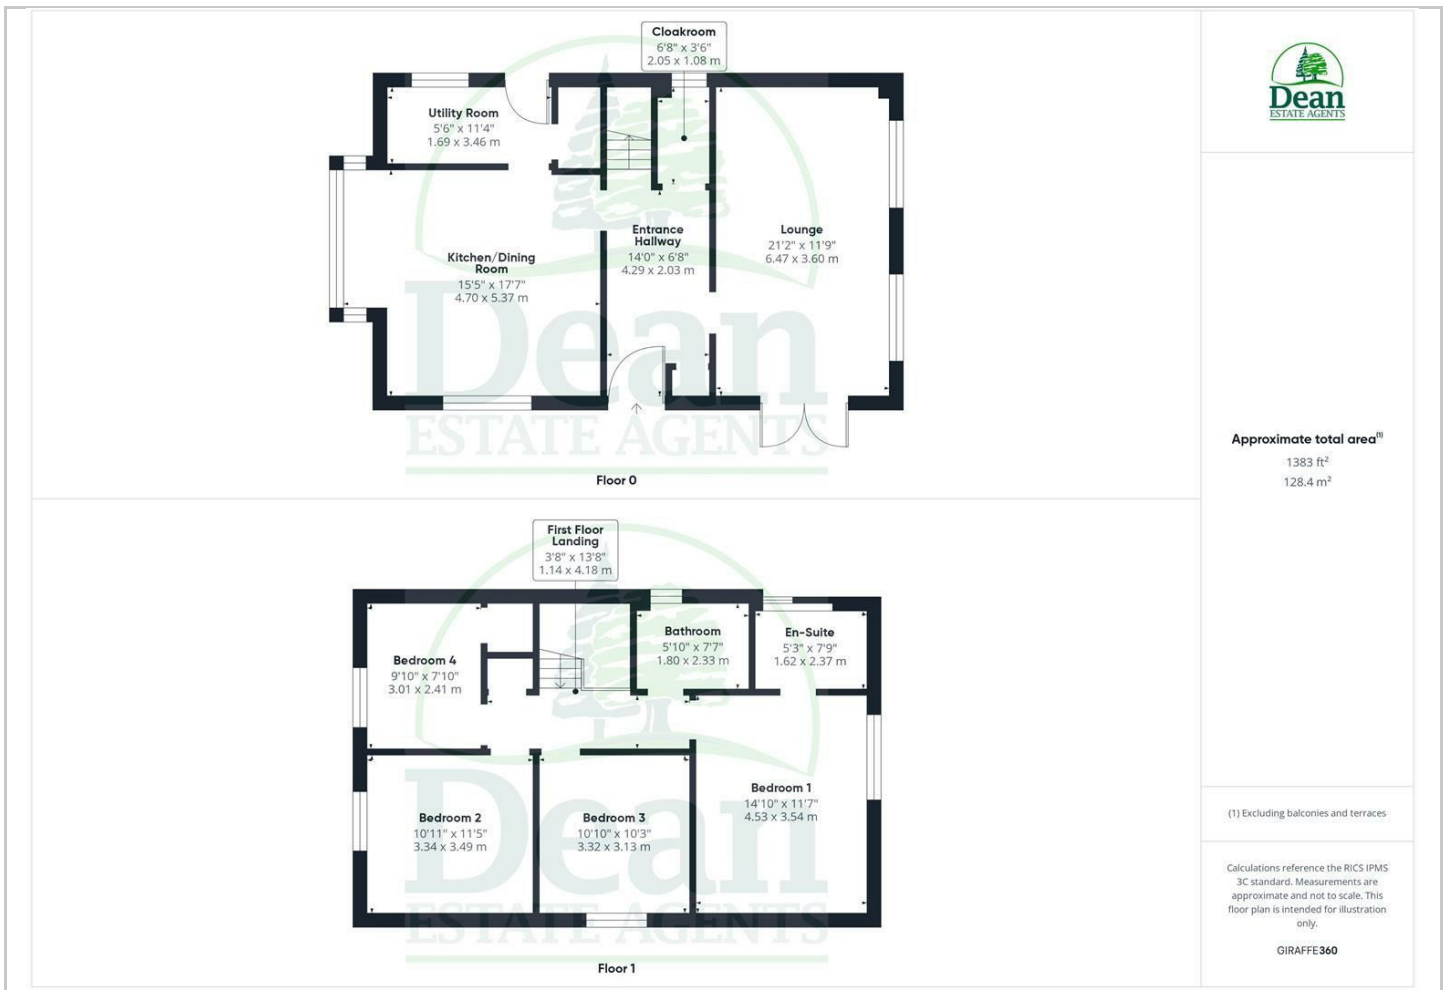 Cloakroom
6'8" x 3'6"
2.05 x 1.08 m
Utility Room
5'6" x 11'4"
1.69 x 3.46 m
Entrance
Hallway
14'0" x 6'8"
4.29 x 2.03 m
Lounge
21'2" x 11'9"
6.47 x 3.60 m
Kitchen/Dining
Room
15'5" x 17'7"
4.70 x 5.37 m
Dean
ESTATE AGENTS
Floor 0
First Floor
Landing
3'8" x 13'8"
1.14 x 4.18 m
Bedroom 4
9'10" x 7'10"
3.01 x 2.41 m
Bathroom
5'10" x 7'7"
1.80 x 2.33 m
En-Suite
5'3" x 7'9"
1.62 x 2.37 m
Bedroom 2
10'11" x 11'5"
3.34 x 3.49 m
Bedroom 3
10'10" x 10'3"
3.32 x 3.13 m
Bedroom 1
14'10" x 11'7"
4.53 x 3.54 m
Dean
ESTATE AGENTS
Floor 1
Dean
ESTATE AGENTS
Approximate total area(1)
1383 ft²
128.4 m²
(1) Excluding balconies and terraces
Calculations reference the RICS IPMS
3C standard. Measurements are
approximate and not to scale. This
floor plan is intended for illustration
only.
GIRAFFE360